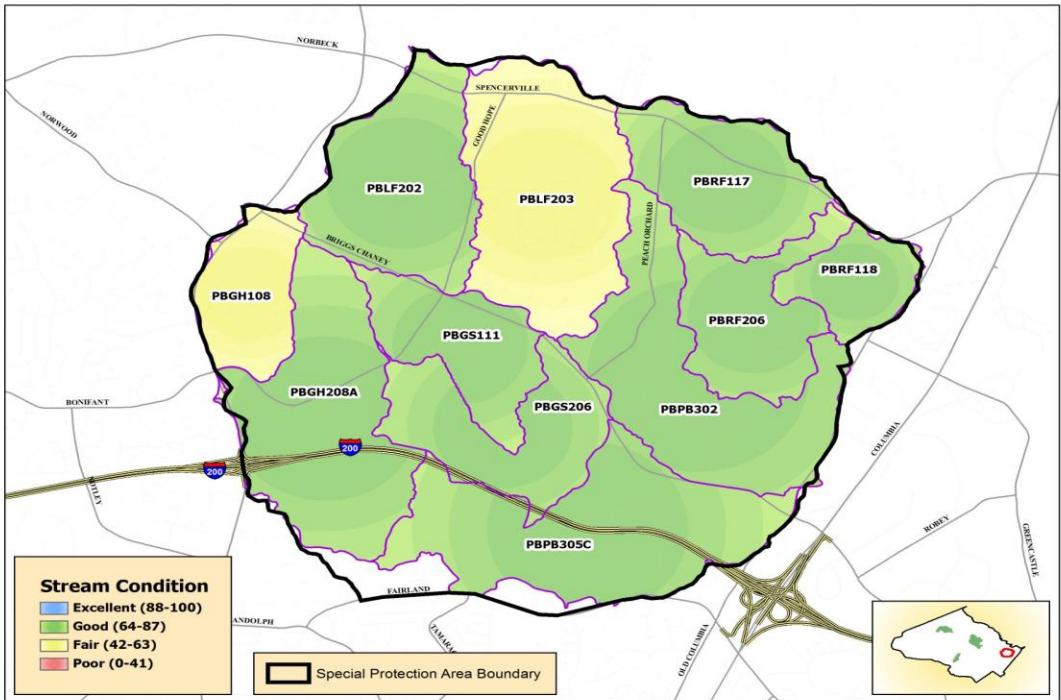 NORBECK
SPENCERVILLE
GOOD HOPE
NORWOOD
PBLF202
PBLF203
PBRF117
PEACH ORCHARD
BRIGGS CHANEY
PBRF118
PBGH108
PBRF206
PBGS111
PBGH208A
PBGS206
PBPB302
BONIFANT
200
200
COLUMBIA
NOTLEY
ROBEY
GREENCASTLE
PBPB305C
FAIRLAND
ANDOLPH
TAMARAC
OLD COLUMBIA
Stream Condition
Excellent (88-100)
Good (64-87)
Fair (42-63)
Poor (0-41)
Special Protection Area Boundary